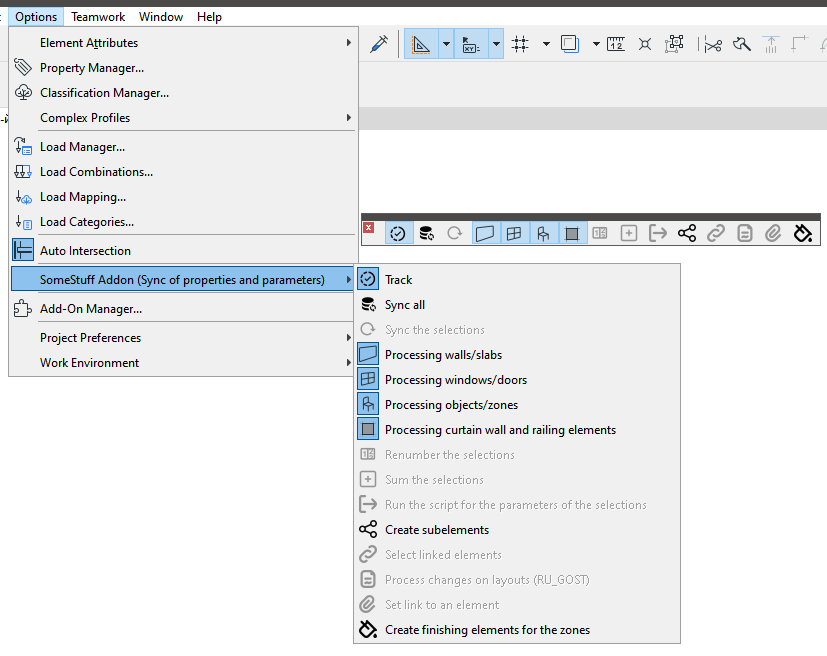 Options Teamwork Window Help
Element Attributes
Property Manager...
Classification Manager...
Complex Profiles
Load Manager...
Load Combinations...
Load Mapping...
Load Categories...
Auto Intersection
SomeStuff Addon (Sync of properties and parameters)
Add-On Manager...
Project Preferences
Work Environment
Track
Sync all
Sync the selections
Processing walls/slabs
Processing windows/doors
Processing objects/zones
Processing curtain wall and railing elements
Renumber the selections
Sum the selections
Run the script for the parameters of the selections
Create subelements
Select linked elements
Process changes on layouts (RU_GOST)
Set link to an element
Create finishing elements for the zones